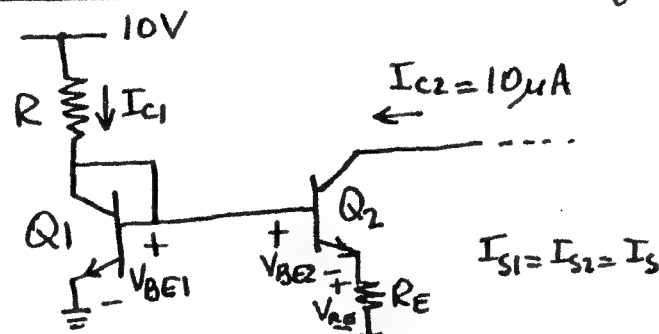 10V
R
I_C1
I_C2 = 10μA
Q1
Q2
+
V_BE1
-
+
V_BE2 -
+
V_RE
-
R_E
I_S1 = I_S2 = I_S